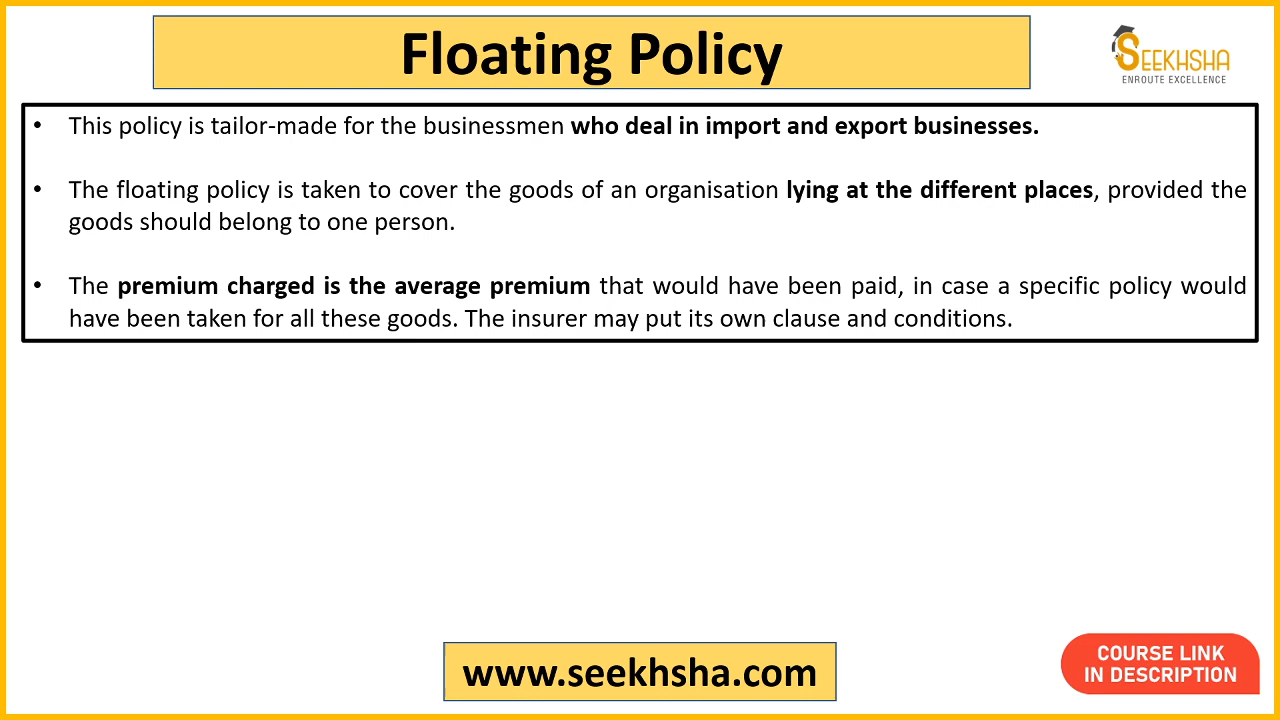 Floating Policy
SEEKHSHA
ENROUTE EXCELLENCE
• This policy is tailor-made for the businessmen who deal in import and export businesses.
• The floating policy is taken to cover the goods of an organisation lying at the different places, provided the
goods should belong to one person.
• The premium charged is the average premium that would have been paid, in case a specific policy would
have been taken for all these goods. The insurer may put its own clause and conditions.
www.seekhsha.com
COURSE LINK
IN DESCRIPTION